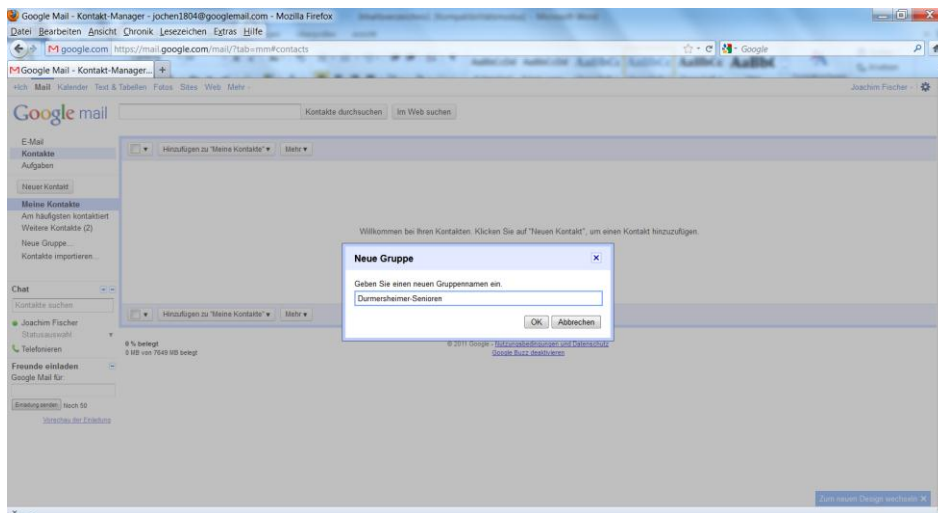 Google Mail - Kontakt-Manager - jochen1804@googlemail.com - Mozilla Firefox
Datei Bearbeiten Ansicht Chronik Lesezeichen Extras Hilfe
google.com https://mail.google.com/mail/?tab=mm#contacts
Google
Google Mail - Kontakt-Manager...
+Ich Mail Kalender Text & Tabellen Fotos Sites Web Mehr
Joachim Fischer
Google mail
Kontakte durchsuchen Im Web suchen
E-Mail
Kontakte
Aufgaben
Hinzufügen zu "Meine Kontakte" Mehr
Neuer Kontakt
Meine Kontakte
Am häufigsten kontaktiert
Weitere Kontakte (2)
Neue Gruppe...
Kontakte importieren...
Willkommen bei Ihren Kontakten. Klicken Sie auf "Neuen Kontakt", um einen Kontakt hinzuzufügen.
Neue Gruppe
Geben Sie einen neuen Gruppennamen ein.
Durmersheimer-Senioren
OK Abbrechen
Chat
Kontakte suchen
Joachim Fischer
Statusauswahl
Telefonieren
Hinzufügen zu "Meine Kontakte" Mehr
0 MB von 7649 MB belegt
© 2011 Google - Nutzungsbedingungen und Datenschutz
Google Buzz deaktivieren
Freunde einladen
Google Mail für:
Einladung senden Noch 50
Vorschau der Einladung
Zum neuen Design wechseln X